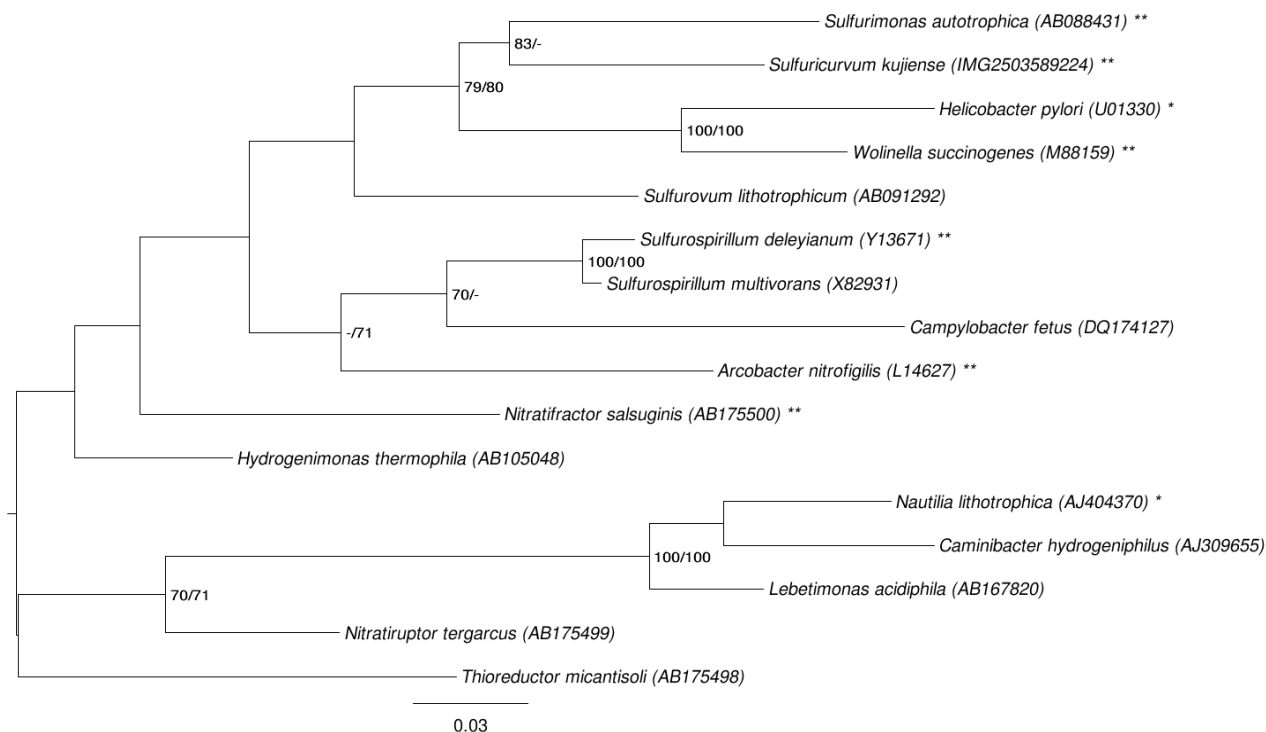 Sulfurimonas autotrophica (AB088431) **
83/-
Sulfuricurvum kujiense (IMG2503589224) **
79/80
Helicobacter pylori (U01330) *
100/100
Wolinella succinogenes (M88159) **
Sulfurovum lithotrophicum (AB091292)
Sulfurospirillum deleyianum (Y13671) **
100/100
Sulfurospirillum multivorans (X82931)
70/-
Campylobacter fetus (DQ174127)
-/71
Arcobacter nitrofigilis (L14627) **
Nitratifractor salsuginis (AB175500) **
Hydrogenimonas thermophila (AB105048)
Nautilia lithotrophica (AJ404370) *
Caminibacter hydrogeniphilus (AJ309655)
100/100
Lebetimonas acidiphila (AB167820)
70/71
Nitratiruptor tergarcus (AB175499)
Thioreductor micantisoli (AB175498)
0.03